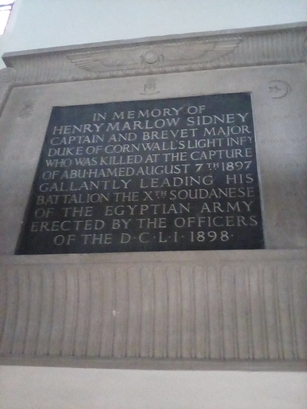 IN MEMORY OF
HENRY MARLOW SIDNEY
CAPTAIN AND BREVET MAJOR
DUKE OF CORNWALL'S LIGHT INFY
WHO WAS KILLED AT THE CAPTURE
OF ABU HAMED AUGUST 7TH 1897
GALLANTLY LEADING HIS
BATTALION THE XTH SOUDANESE
OF THE EGYPTIAN ARMY
ERECTED BY THE OFFICERS
OF THE D·C·L·I· 1898·